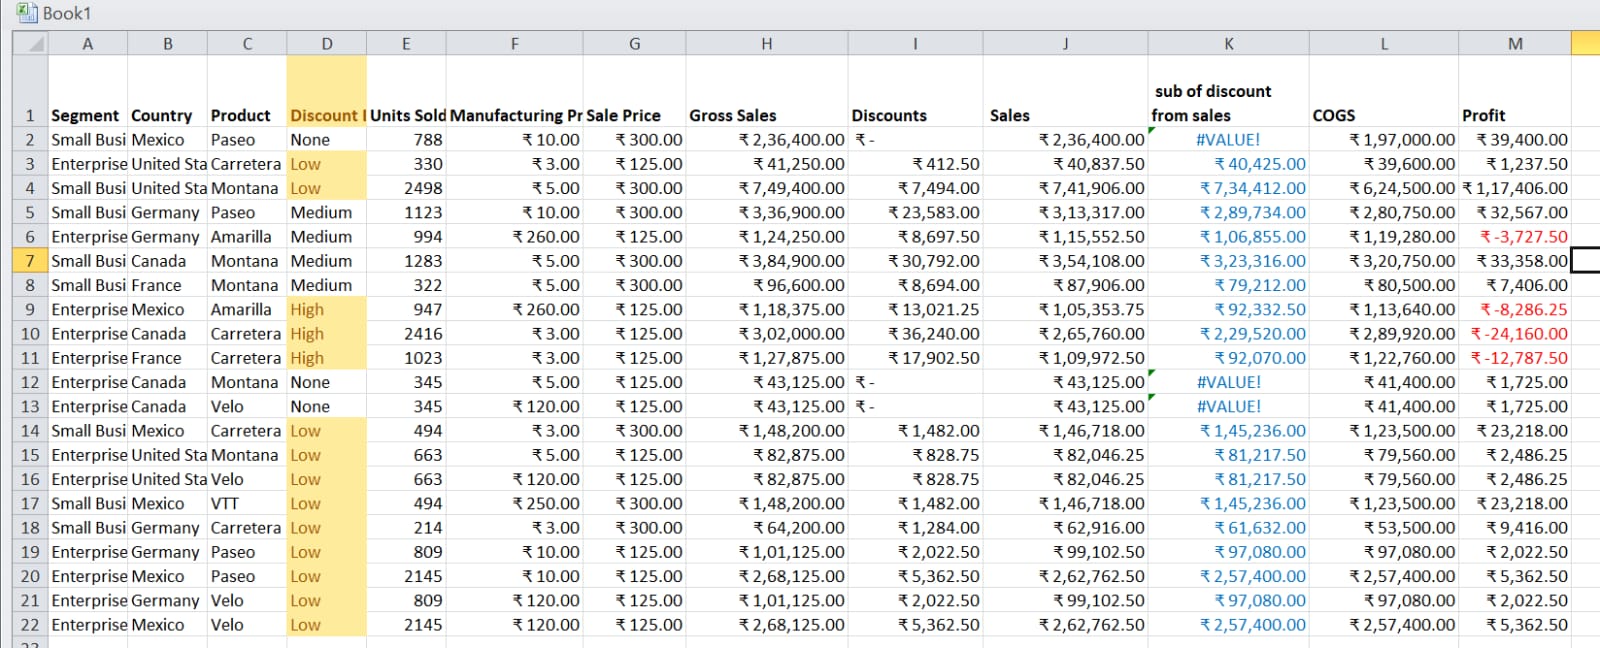 Book1
A B C D E F G H I J K L M
1 Segment Country Product Discount Units Sold Manufacturing Pr Sale Price Gross Sales Discounts Sales sub of discount from sales COGS Profit
2 Small Busi Mexico Paseo None 788 ₹ 10.00 ₹ 300.00 ₹ 2,36,400.00 ₹ - ₹ 2,36,400.00 #VALUE! ₹ 1,97,000.00 ₹ 39,400.00
3 Enterprise United Sta Carretera Low 330 ₹ 3.00 ₹ 125.00 ₹ 41,250.00 ₹ 412.50 ₹ 40,837.50 ₹ 40,425.00 ₹ 39,600.00 ₹ 1,237.50
4 Small Busi United Sta Montana Low 2498 ₹ 5.00 ₹ 300.00 ₹ 7,49,400.00 ₹ 7,494.00 ₹ 7,41,906.00 ₹ 7,34,412.00 ₹ 6,24,500.00 ₹ 1,17,406.00
5 Small Busi Germany Paseo Medium 1123 ₹ 10.00 ₹ 300.00 ₹ 3,36,900.00 ₹ 23,583.00 ₹ 3,13,317.00 ₹ 2,89,734.00 ₹ 2,80,750.00 ₹ 32,567.00
6 Enterprise Germany Amarilla Medium 994 ₹ 260.00 ₹ 125.00 ₹ 1,24,250.00 ₹ 8,697.50 ₹ 1,15,552.50 ₹ 1,06,855.00 ₹ 1,19,280.00 ₹ -3,727.50
7 Small Busi Canada Montana Medium 1283 ₹ 5.00 ₹ 300.00 ₹ 3,84,900.00 ₹ 30,792.00 ₹ 3,54,108.00 ₹ 3,23,316.00 ₹ 3,20,750.00 ₹ 33,358.00
8 Small Busi France Montana Medium 322 ₹ 5.00 ₹ 300.00 ₹ 96,600.00 ₹ 8,694.00 ₹ 87,906.00 ₹ 79,212.00 ₹ 80,500.00 ₹ 7,406.00
9 Enterprise Mexico Amarilla High 947 ₹ 260.00 ₹ 125.00 ₹ 1,18,375.00 ₹ 13,021.25 ₹ 1,05,353.75 ₹ 92,332.50 ₹ 1,13,640.00 ₹ -8,286.25
10 Enterprise Canada Carretera High 2416 ₹ 3.00 ₹ 125.00 ₹ 3,02,000.00 ₹ 36,240.00 ₹ 2,65,760.00 ₹ 2,29,520.00 ₹ 2,89,920.00 ₹ -24,160.00
11 Enterprise France Carretera High 1023 ₹ 3.00 ₹ 125.00 ₹ 1,27,875.00 ₹ 17,902.50 ₹ 1,09,972.50 ₹ 92,070.00 ₹ 1,22,760.00 ₹ -12,787.50
12 Enterprise Canada Montana None 345 ₹ 5.00 ₹ 125.00 ₹ 43,125.00 ₹ - ₹ 43,125.00 #VALUE! ₹ 41,400.00 ₹ 1,725.00
13 Enterprise Canada Velo None 345 ₹ 120.00 ₹ 125.00 ₹ 43,125.00 ₹ - ₹ 43,125.00 #VALUE! ₹ 41,400.00 ₹ 1,725.00
14 Small Busi Mexico Carretera Low 494 ₹ 3.00 ₹ 300.00 ₹ 1,48,200.00 ₹ 1,482.00 ₹ 1,46,718.00 ₹ 1,45,236.00 ₹ 1,23,500.00 ₹ 23,218.00
15 Enterprise United Sta Montana Low 663 ₹ 5.00 ₹ 125.00 ₹ 82,875.00 ₹ 828.75 ₹ 82,046.25 ₹ 81,217.50 ₹ 79,560.00 ₹ 2,486.25
16 Enterprise United Sta Velo Low 663 ₹ 120.00 ₹ 125.00 ₹ 82,875.00 ₹ 828.75 ₹ 82,046.25 ₹ 81,217.50 ₹ 79,560.00 ₹ 2,486.25
17 Small Busi Mexico VTT Low 494 ₹ 250.00 ₹ 300.00 ₹ 1,48,200.00 ₹ 1,482.00 ₹ 1,46,718.00 ₹ 1,45,236.00 ₹ 1,23,500.00 ₹ 23,218.00
18 Small Busi Germany Carretera Low 214 ₹ 3.00 ₹ 300.00 ₹ 64,200.00 ₹ 1,284.00 ₹ 62,916.00 ₹ 61,632.00 ₹ 53,500.00 ₹ 9,416.00
19 Enterprise Germany Paseo Low 809 ₹ 10.00 ₹ 125.00 ₹ 1,01,125.00 ₹ 2,022.50 ₹ 99,102.50 ₹ 97,080.00 ₹ 97,080.00 ₹ 2,022.50
20 Enterprise Mexico Paseo Low 2145 ₹ 10.00 ₹ 125.00 ₹ 2,68,125.00 ₹ 5,362.50 ₹ 2,62,762.50 ₹ 2,57,400.00 ₹ 2,57,400.00 ₹ 5,362.50
21 Enterprise Germany Velo Low 809 ₹ 120.00 ₹ 125.00 ₹ 1,01,125.00 ₹ 2,022.50 ₹ 99,102.50 ₹ 97,080.00 ₹ 97,080.00 ₹ 2,022.50
22 Enterprise Mexico Velo Low 2145 ₹ 120.00 ₹ 125.00 ₹ 2,68,125.00 ₹ 5,362.50 ₹ 2,62,762.50 ₹ 2,57,400.00 ₹ 2,57,400.00 ₹ 5,362.50